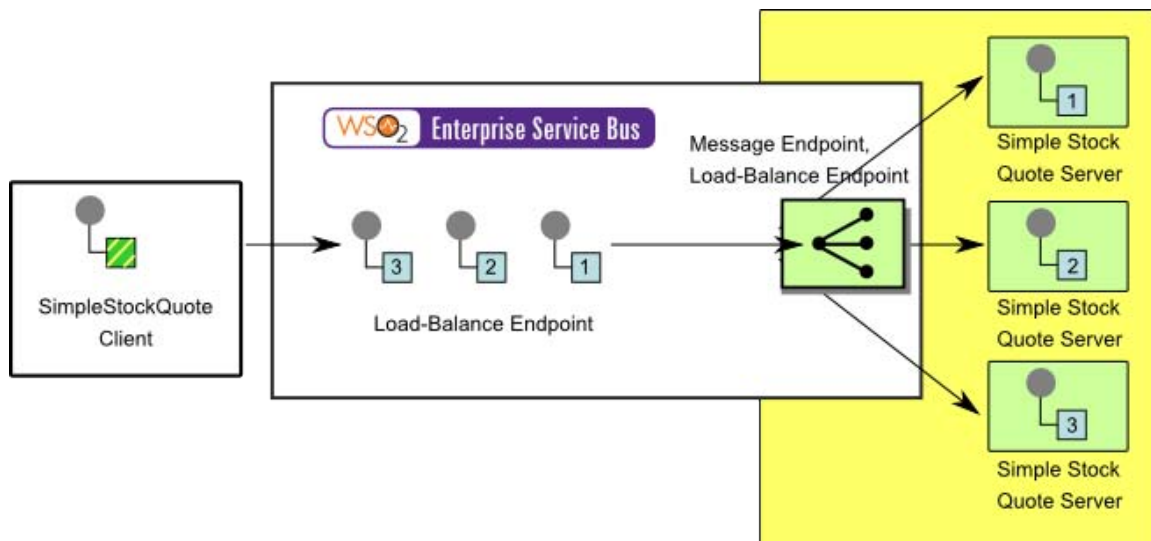 WSO2 Enterprise Service Bus
SimpleStockQuote
Client
3
2
1
Load-Balance Endpoint
Message Endpoint,
Load-Balance Endpoint
1
Simple Stock
Quote Server
2
Simple Stock
Quote Server
3
Simple Stock
Quote Server